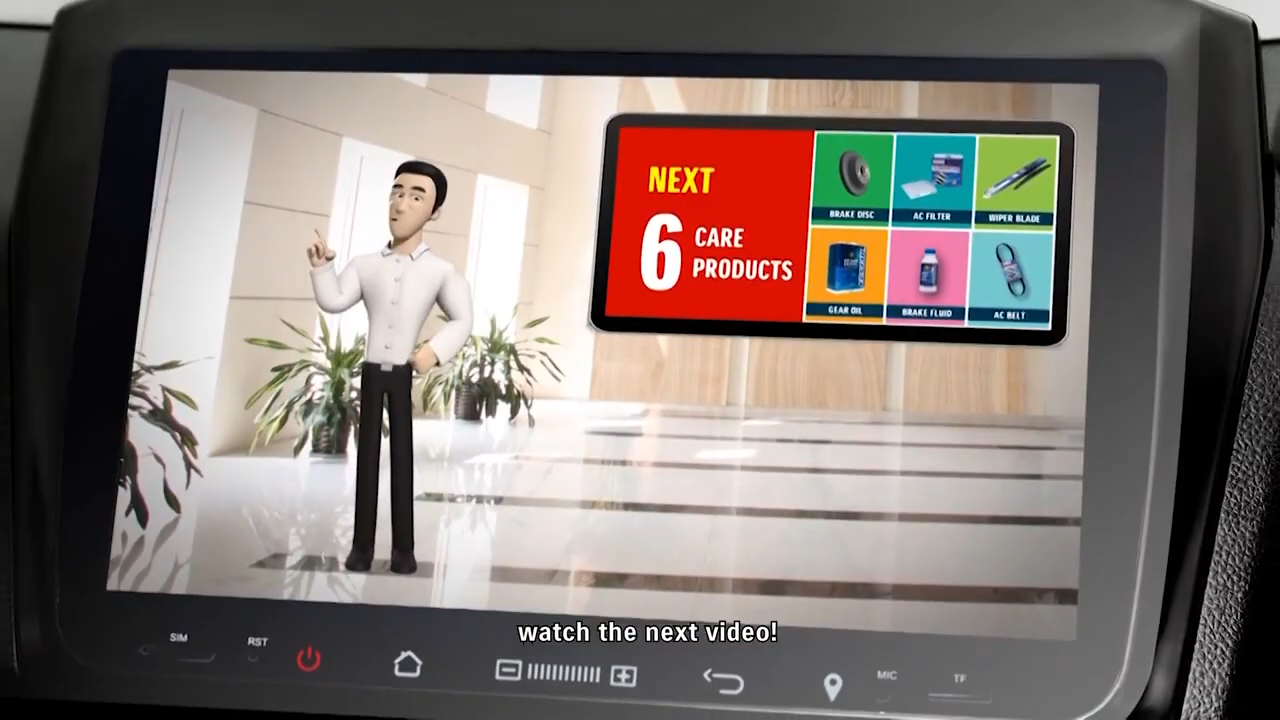 NEXT
6 CARE
PRODUCTS
BRAKE DISC
AC FILTER
WIPER BLADE
GEAR OIL
BRAKE FLUID
AC BELT
watch the next video!
SIM
RST
MIC
TF